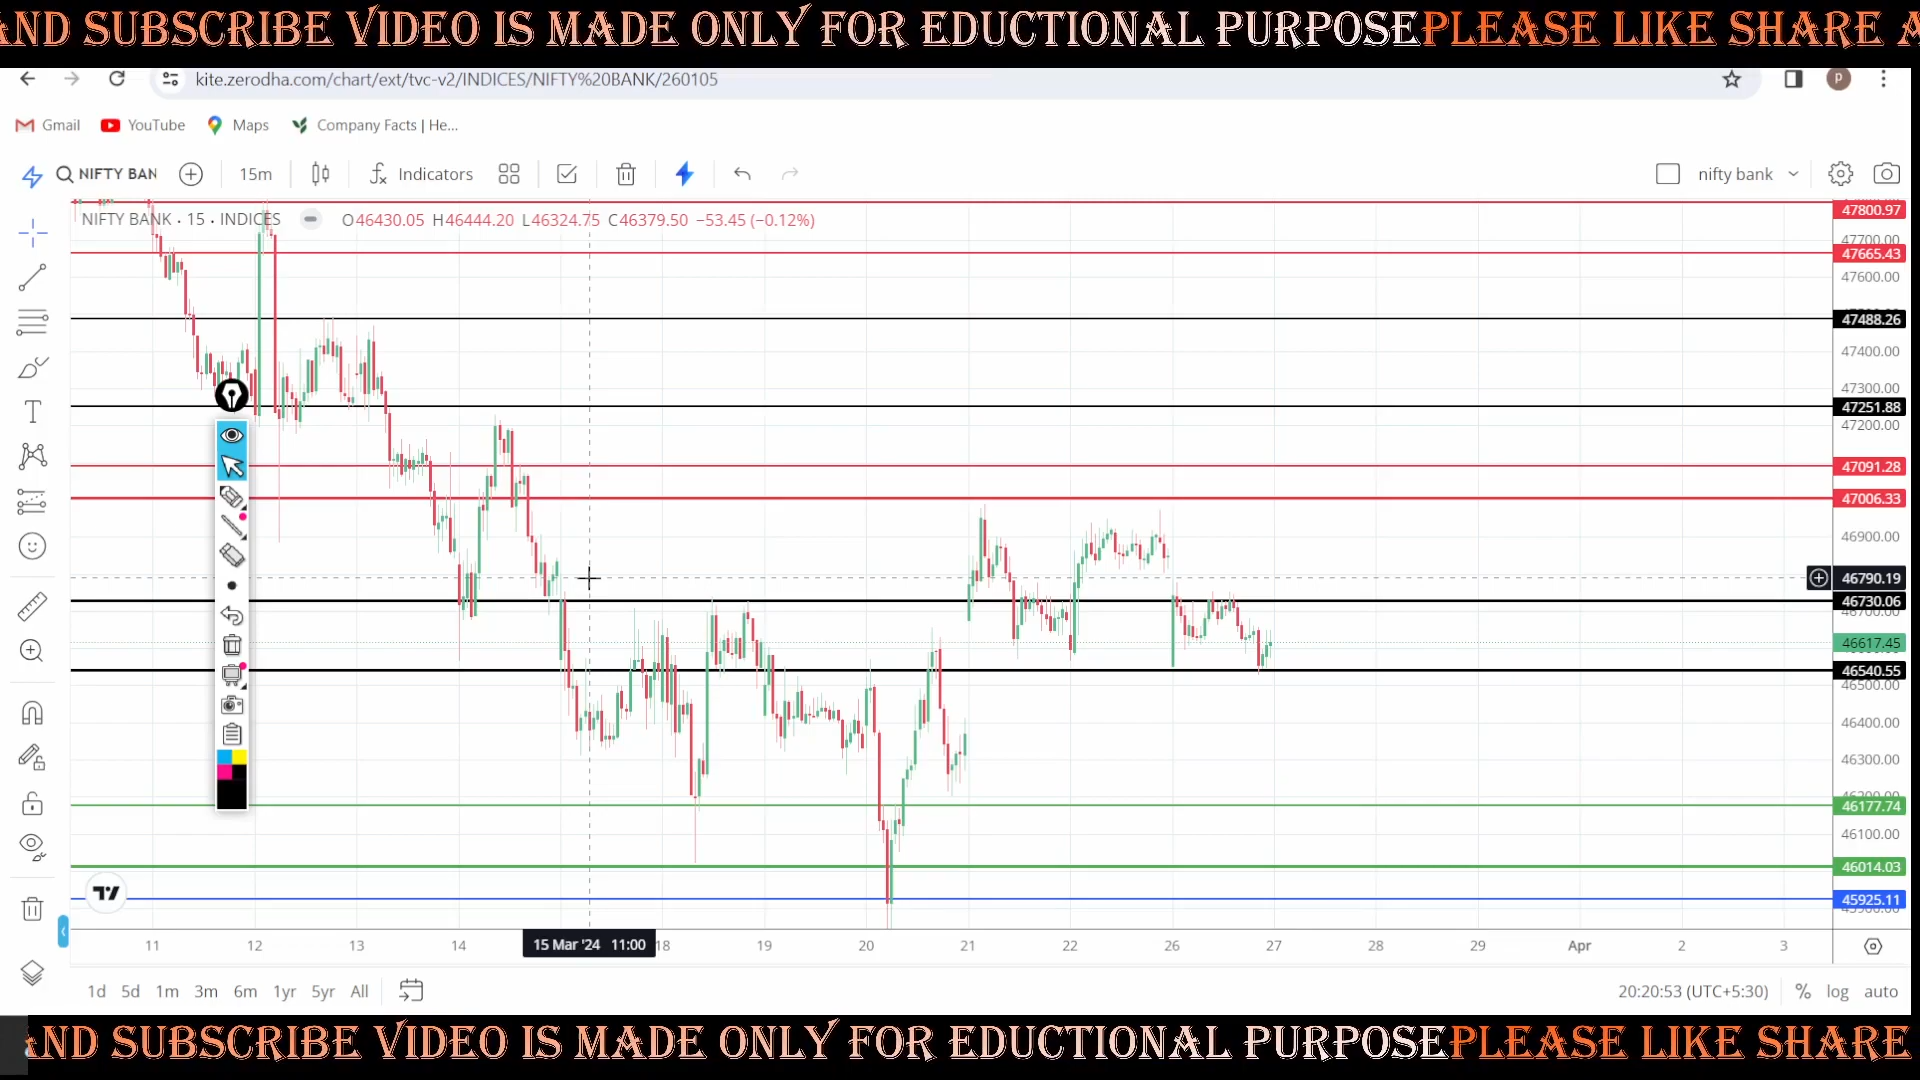 AND SUBSCRIBE VIDEO IS MADE ONLY FOR EDUCTIONAL PURPOSEPLEASE LIKE SHARE A
kite.zerodha.com/chart/ext/tvc-v2/INDICES/NIFTY%20BANK/260105
P
Gmail YouTube Maps Company Facts | He...
NIFTY BAN 15m Indicators nifty bank
NIFTY BANK · 15 · INDICES O46430.05 H46444.20 L46324.75 C46379.50 −53.45 (−0.12%)
47800.97
47700.00
47665.43
47600.00
47488.26
47400.00
47300.00
47251.88
47200.00
47091.28
47006.33
46900.00
46790.19
46730.06
46700.00
46617.45
46540.55
46500.00
46400.00
46300.00
46177.74
46100.00
46014.03
45925.11
11 12 13 14 15 Mar '24 11:00 18 19 20 21 22 26 27 28 29 Apr 2 3
1d 5d 1m 3m 6m 1yr 5yr All 20:20:53 (UTC+5:30) % log auto
AND SUBSCRIBE VIDEO IS MADE ONLY FOR EDUCTIONAL PURPOSEPLEASE LIKE SHARE